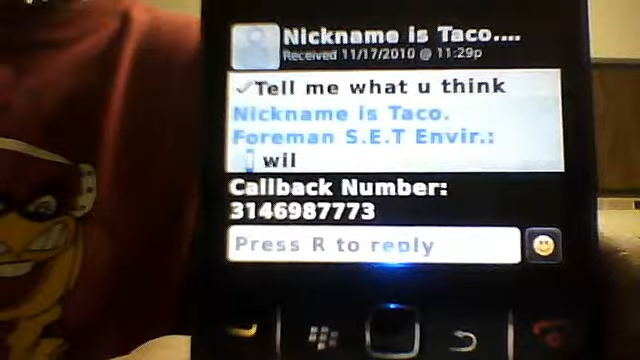 Nickname is Taco....
Received 11/17/2010 @ 11:29p
✓Tell me what u think
Nickname is Taco.
Foreman S.E.T Envir.:
wil
Callback Number:
3146987773
Press R to reply